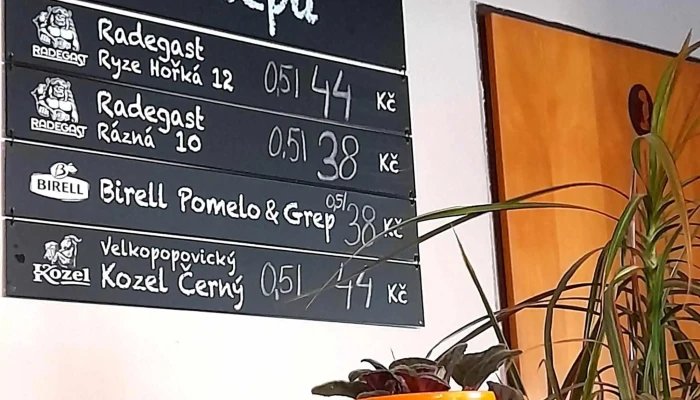 RADEGAST
Radegast
Ryze Hořká 12 0,5l 44 Kč
RADEGAST
Radegast
Rázná 10 0,5l 38 Kč
BIRELL
Birell Pomelo & Grep 0,5l 38 Kč
Kozel
Velkopopovický
Kozel Černý 0,5l 44 Kč